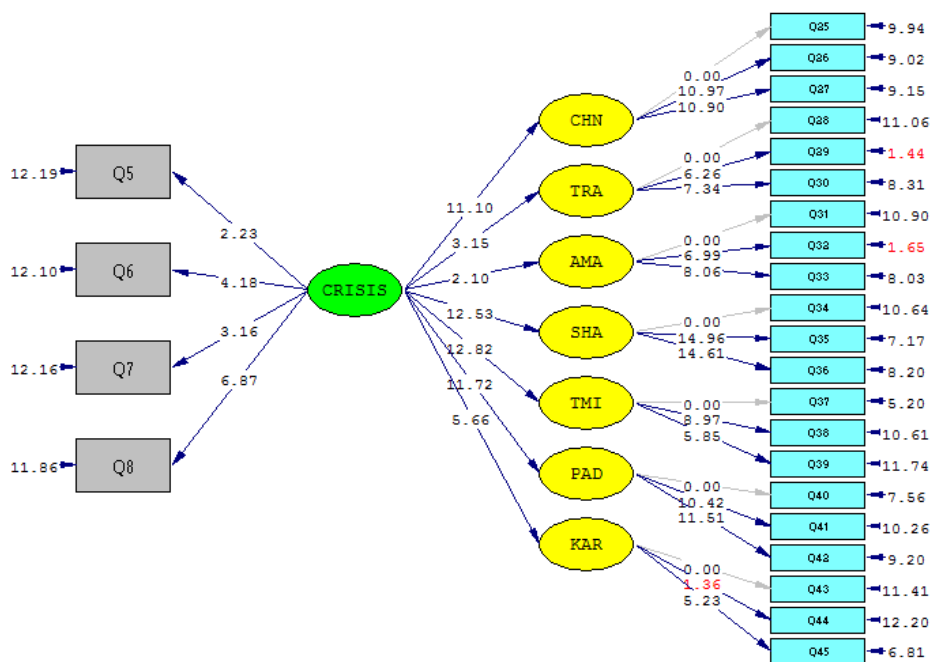 Q25 9.94
Q26 9.02
0.00
10.97
Q27 9.15
10.90
CHN
Q28 11.06
Q29 1.44
0.00
6.26
12.19 Q5
Q30 8.31
7.34
TRA
11.10
Q31 10.90
2.23
3.15
0.00
Q32 1.65
6.99
AMA
12.10 Q6
4.18
2.10
8.06
Q33 8.03
CRISIS
Q34 10.64
12.53
0.00
SHA
14.96
Q35 7.17
3.16
12.82
14.61
12.16 Q7
Q36 8.20
11.72
6.87
Q37 5.20
TMI
0.00
5.66
8.97
Q38 10.61
5.85
Q39 11.74
11.86 Q8
PAD
0.00
Q40 7.56
10.42
11.51
Q41 10.26
KAR
Q42 9.20
0.00
1.36
Q43 11.41
5.23
Q44 12.20
Q45 6.81